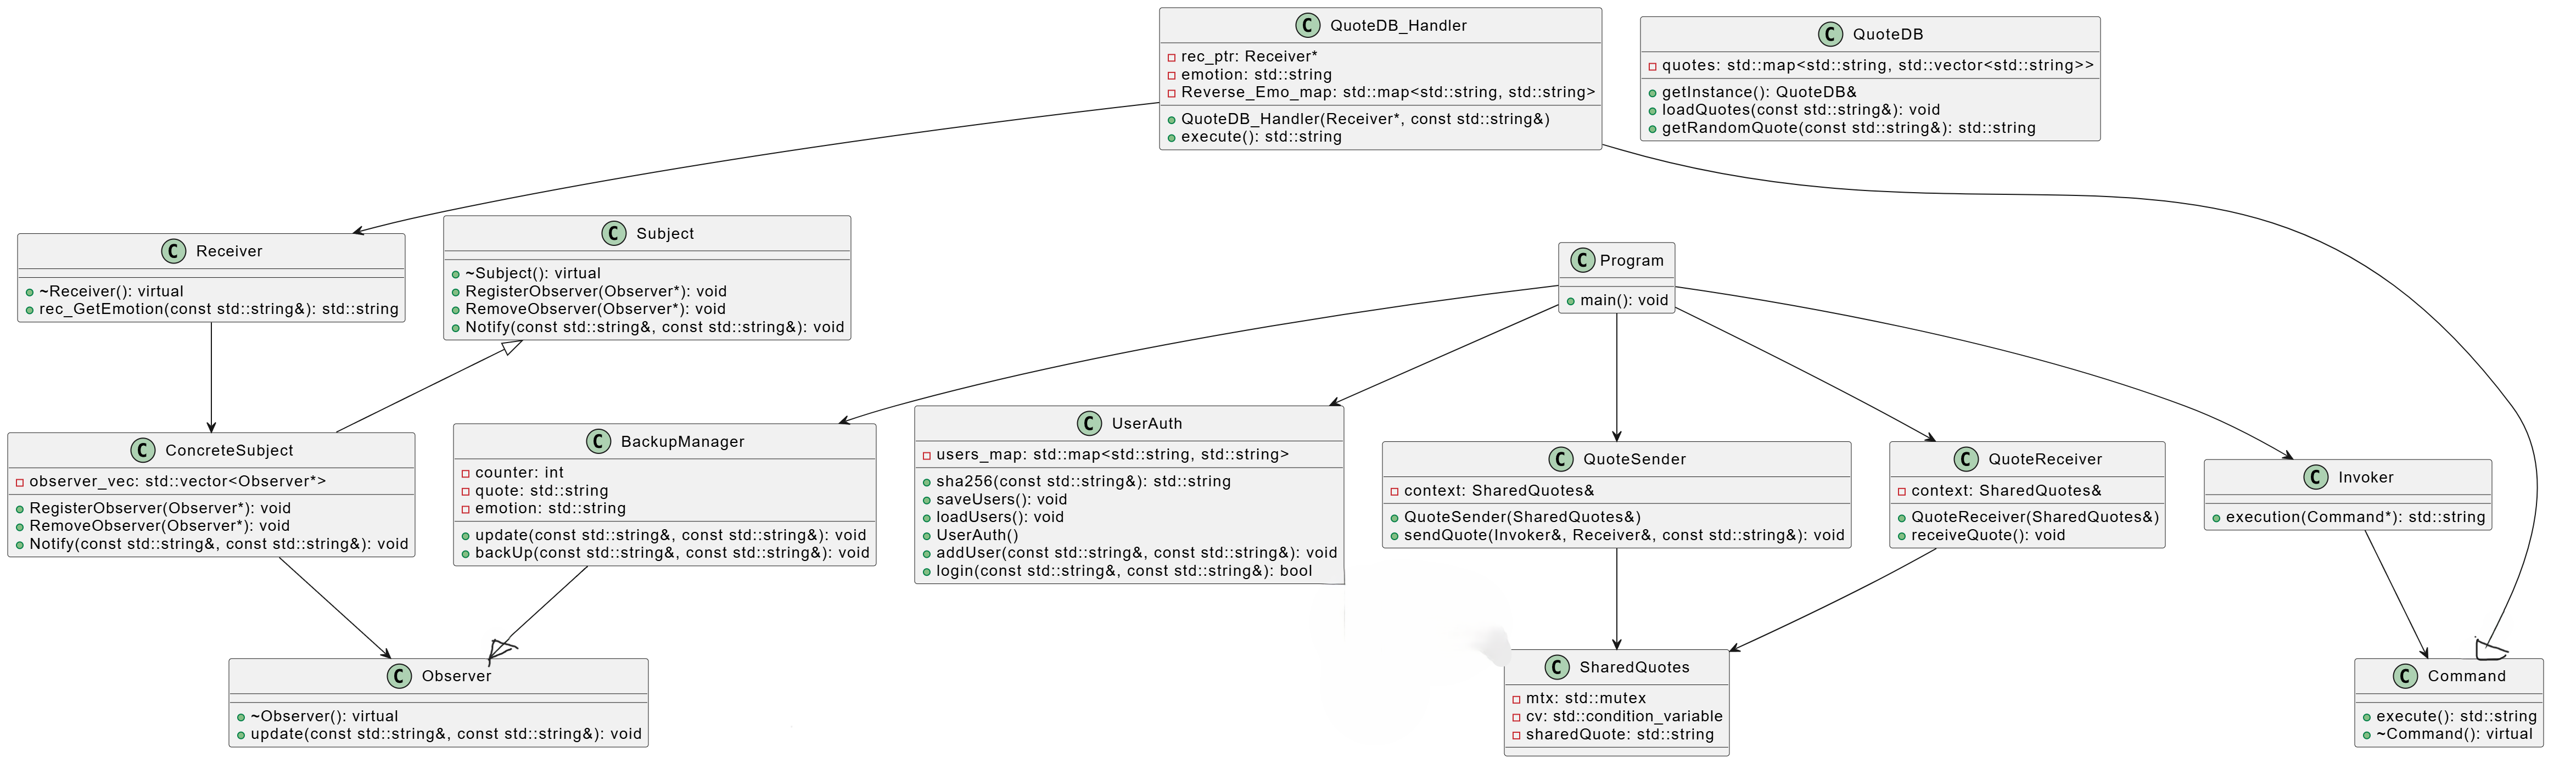 C QuoteDB_Handler
rec_ptr: Receiver*
emotion: std::string
Reverse_Emo_map: std::map<std::string, std::string>
QuoteDB_Handler(Receiver*, const std::string&)
execute(): std::string
C QuoteDB
quotes: std::map<std::string, std::vector<std::string>>
getInstance(): QuoteDB&
loadQuotes(const std::string&): void
getRandomQuote(const std::string&): std::string
C Receiver
~Receiver(): virtual
rec_GetEmotion(const std::string&): std::string
C Subject
~Subject(): virtual
RegisterObserver(Observer*): void
RemoveObserver(Observer*): void
Notify(const std::string&, const std::string&): void
C Program
main(): void
C ConcreteSubject
observer_vec: std::vector<Observer*>
RegisterObserver(Observer*): void
RemoveObserver(Observer*): void
Notify(const std::string&, const std::string&): void
C BackupManager
counter: int
quote: std::string
emotion: std::string
update(const std::string&, const std::string&): void
backUp(const std::string&, const std::string&): void
C UserAuth
users_map: std::map<std::string, std::string>
sha256(const std::string&): std::string
saveUsers(): void
loadUsers(): void
UserAuth()
addUser(const std::string&, const std::string&): void
login(const std::string&, const std::string&): bool
C QuoteSender
context: SharedQuotes&
QuoteSender(SharedQuotes&)
sendQuote(Invoker&, Receiver&, const std::string&): void
C QuoteReceiver
context: SharedQuotes&
QuoteReceiver(SharedQuotes&)
receiveQuote(): void
C Invoker
execution(Command*): std::string
C Observer
~Observer(): virtual
update(const std::string&, const std::string&): void
C SharedQuotes
mtx: std::mutex
cv: std::condition_variable
sharedQuote: std::string
C Command
execute(): std::string
~Command(): virtual